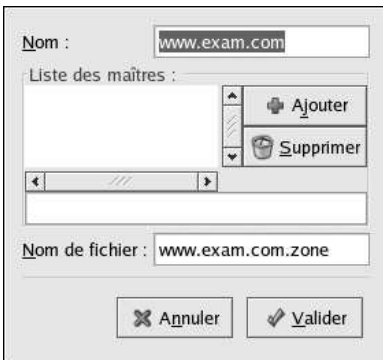 Nom : www.exam.com
Liste des maîtres :
Ajouter
Supprimer
Nom de fichier : www.exam.com.zone
Annuler Valider